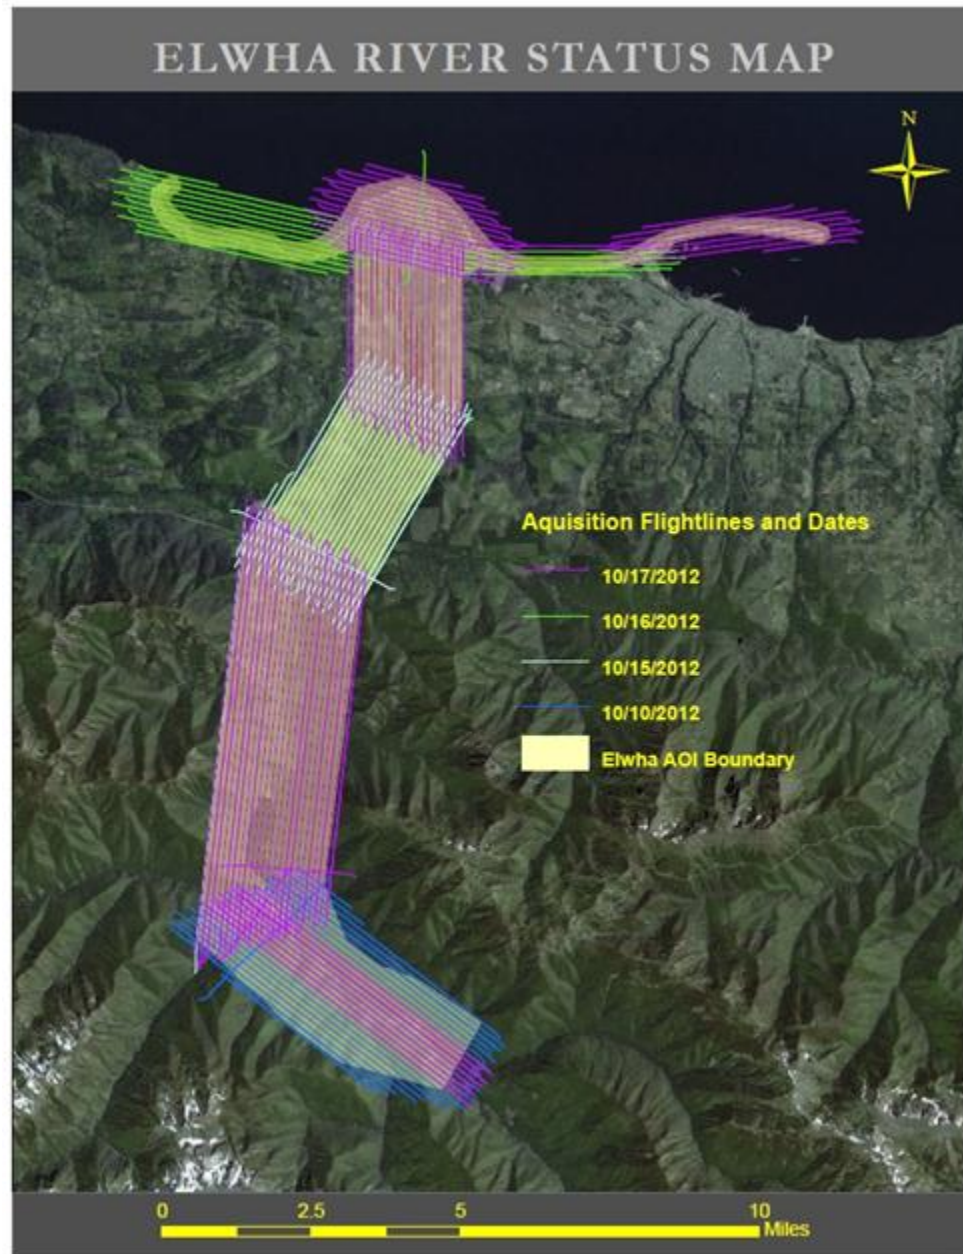 ELWHA RIVER STATUS MAP
N
Aquisition Flightlines and Dates
10/17/2012
10/16/2012
10/15/2012
10/10/2012
Elwha AOI Boundary
0 2.5 5 10
Miles